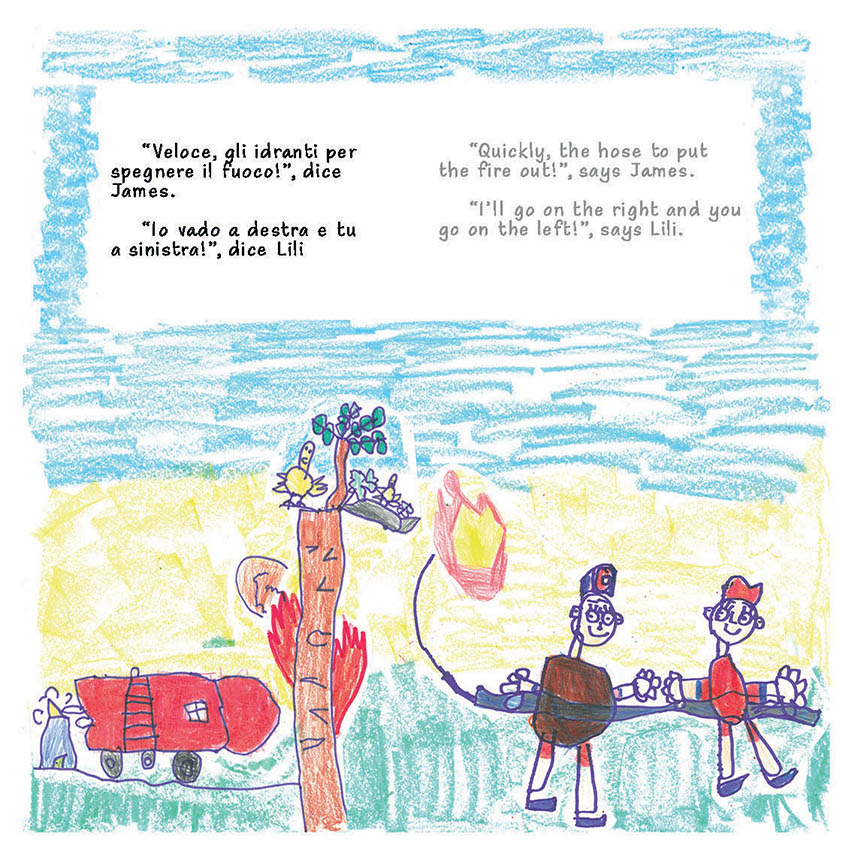 “Veloce, gli idranti per
spegnere il fuoco!”, dice
James.
“Io vado a destra e tu
a sinistra!”, dice Lili
“Quickly, the hose to put
the fire out!”, says James.
“I’ll go on the right and you
go on the left!”, says Lili.